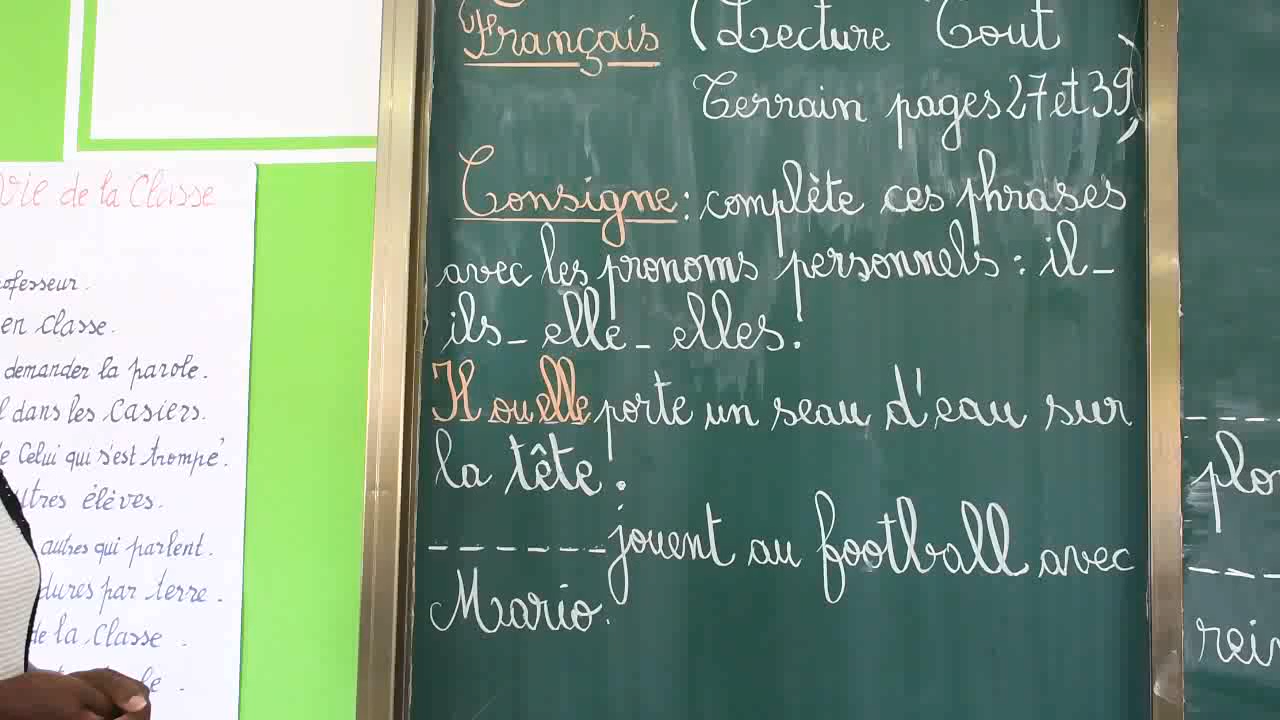 Français (Lecture Tout
Terrain pages 27 et 39)
Consigne : complète ces phrases
avec les pronoms personnels : il -
ils - elle - elles.
Il ou elle porte un seau d'eau sur
la tête.
------ jouent au football avec
Mario.
vie de la Classe
ofesseur.
en classe.
demander la parole.
dans les casiers.
e Celui qui s'est trompé.
utres élèves.
autres qui parlent.
dures par terre.
de la Classe.
plo
rein